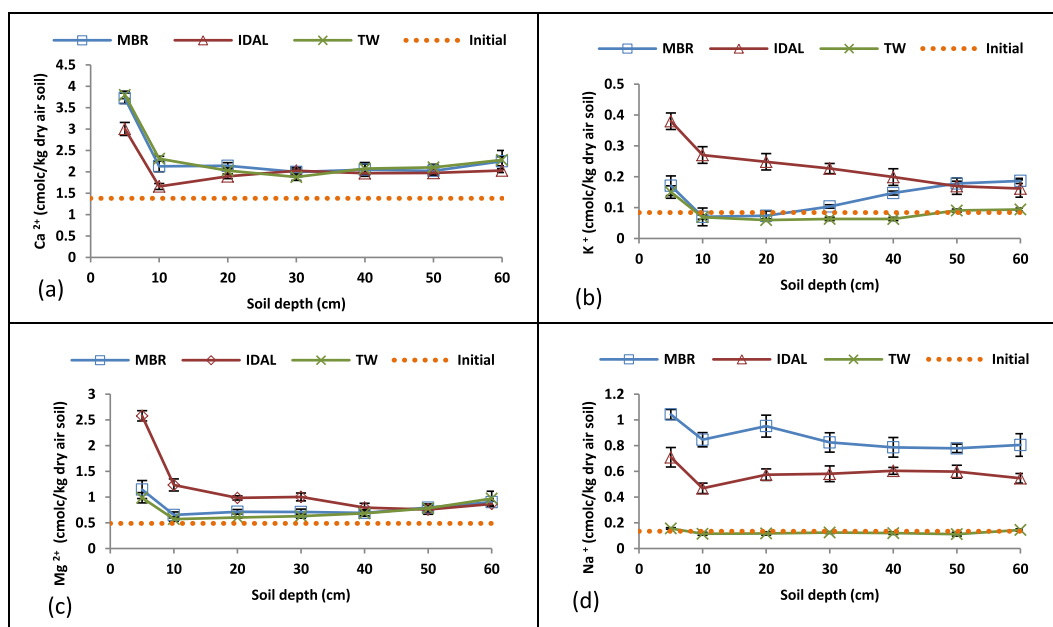 MBR IDAL TW Initial
Ca 2+ (cmolc/kg dry air soil)
4.5
4
3.5
3
2.5
2
1.5
1
0.5
0
0 10 20 30 40 50 60
Soil depth (cm)
(a)
MBR IDAL TW Initial
K + (cmolc/kg dry air soil)
0.5
0.4
0.3
0.2
0.1
0
0 10 20 30 40 50 60
Soil depth (cm)
(b)
MBR IDAL TW Initial
Mg 2+ (cmolc/kg dry air soil)
3
2.5
2
1.5
1
0.5
0
0 10 20 30 40 50 60
Soil depth (cm)
(c)
MBR IDAL TW Initial
Na + (cmolc/kg dry air soil)
1.2
1
0.8
0.6
0.4
0.2
0
0 10 20 30 40 50 60
Soil depth (cm)
(d)